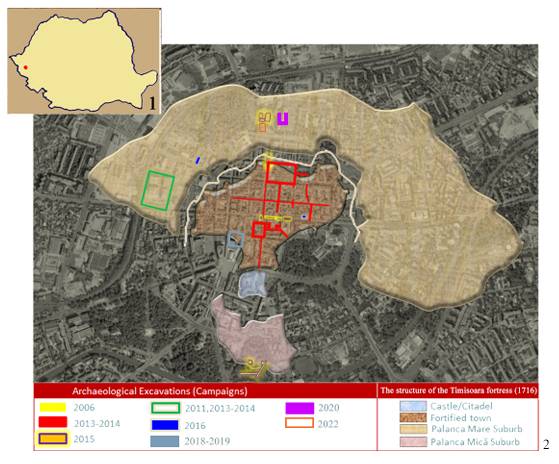 1
Archaeological Excavations (Campaigns)
2006
2013-2014
2015
2011,2013-2014
2016
2018-2019
2020
2022
The structure of the Timisoara fortress (1716)
Castle/Citadel
Fortified town
Palanca Mare Suburb
Palanca Mică Suburb
2